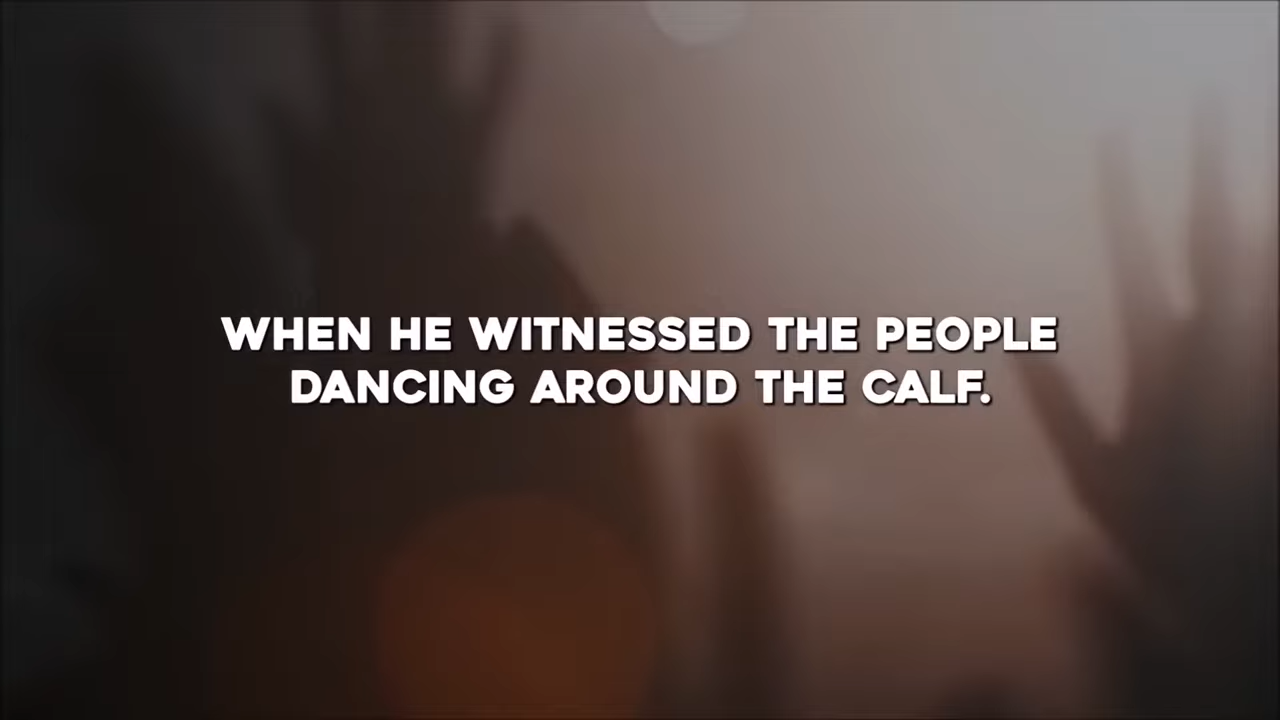 WHEN HE WITNESSED THE PEOPLE
DANCING AROUND THE CALF.